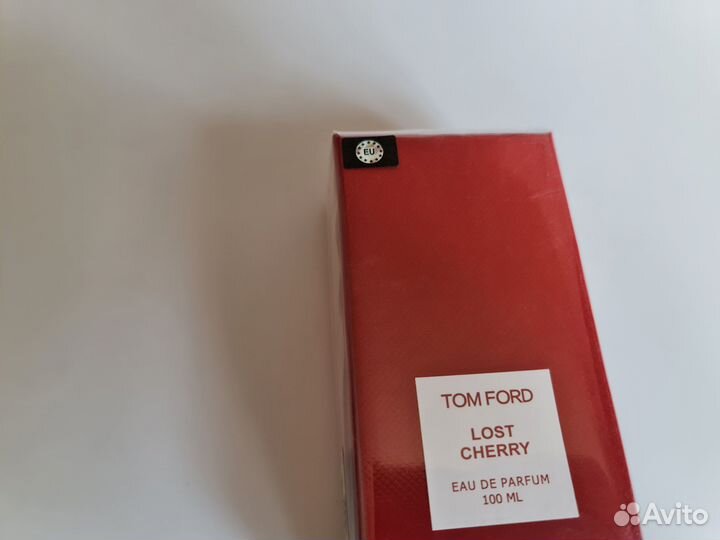 EU
TOM FORD
LOST
CHERRY
EAU DE PARFUM
100 ML
Avito